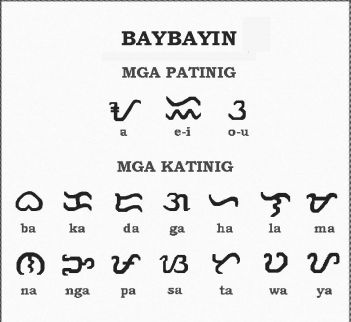 BAYBAYIN
MGA PATINIG
ᜀ ᜁ ᜂ
a e-i o-u
MGA KATINIG
ᜊ ᜃ ᜇ ᜄ ᜑ ᜎ ᜋ
ba ka da ga ha la ma
ᜈ ᜅ ᜉ ᜐ ᜆ ᜏ ᜌ
na nga pa sa ta wa ya